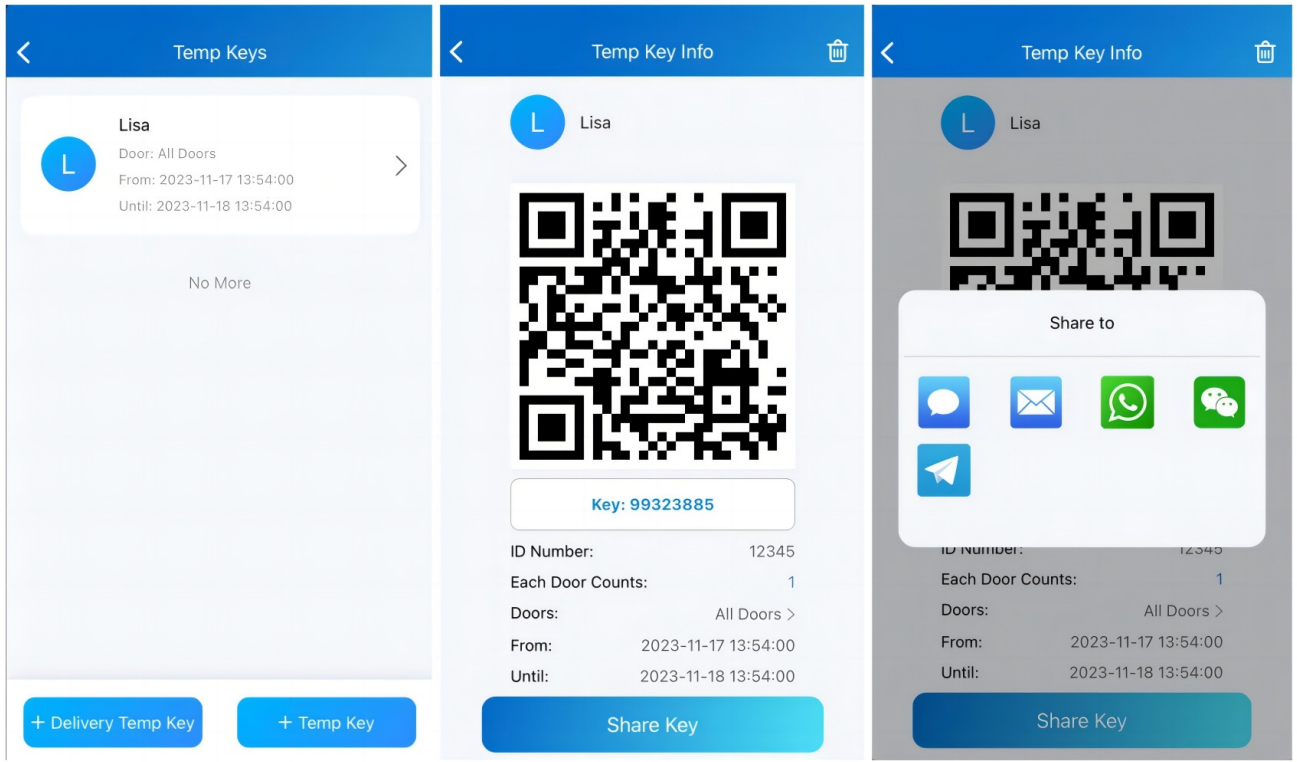 Temp Keys
L
Lisa
Door: All Doors
From: 2023-11-17 13:54:00
Until: 2023-11-18 13:54:00
No More
+ Delivery Temp Key
+ Temp Key
Temp Key Info
L
Lisa
Key: 99323885
ID Number: 12345
Each Door Counts: 1
Doors: All Doors >
From: 2023-11-17 13:54:00
Until: 2023-11-18 13:54:00
Share Key
Temp Key Info
L
Lisa
Share to
ID Number: 12345
Each Door Counts: 1
Doors: All Doors >
From: 2023-11-17 13:54:00
Until: 2023-11-18 13:54:00
Share Key